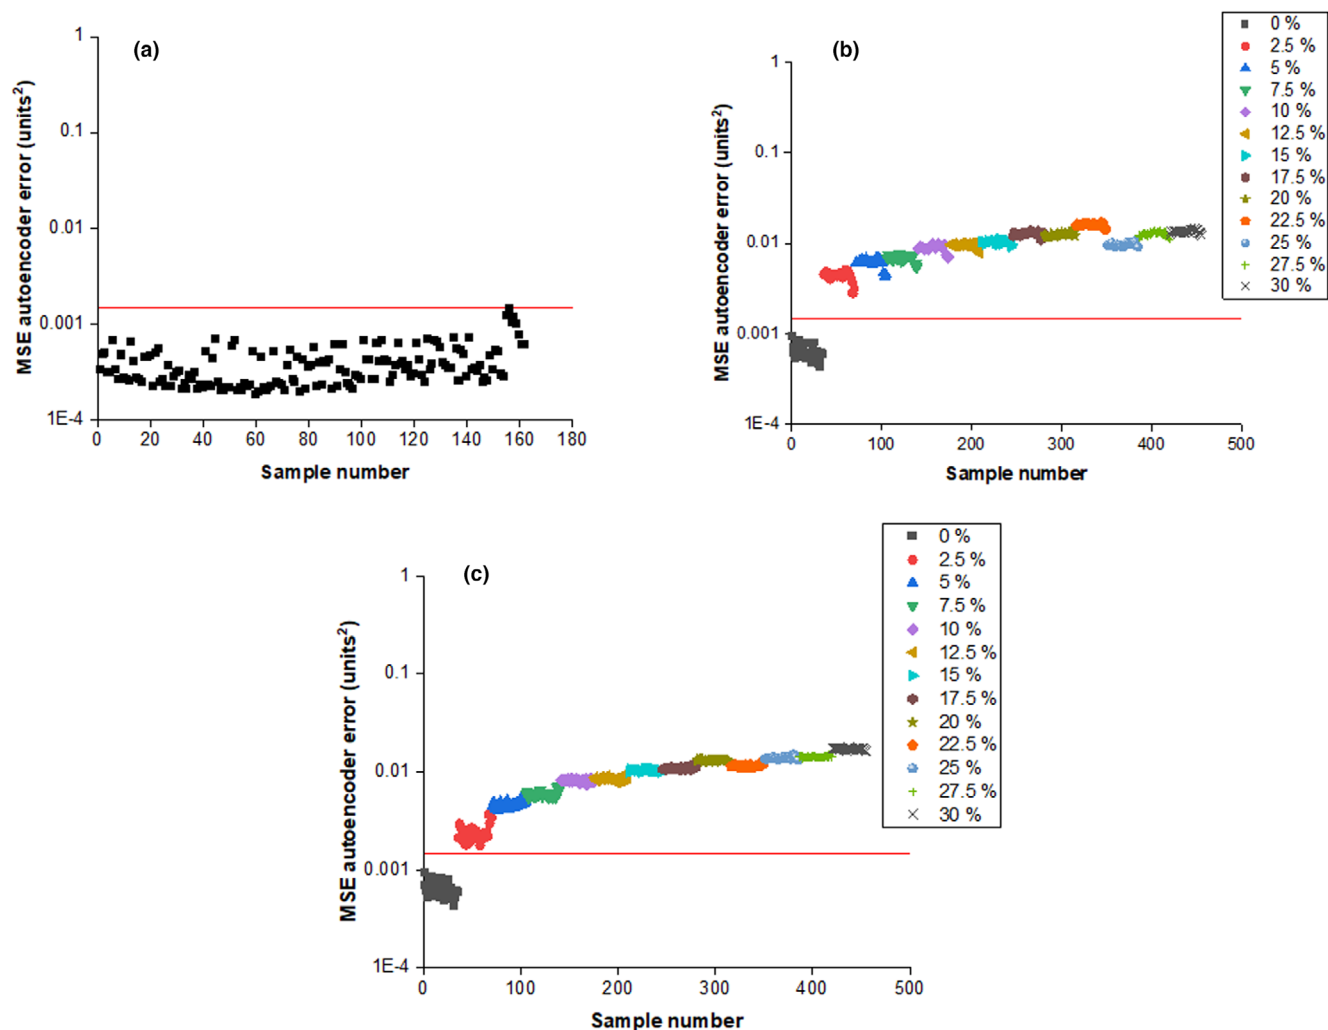 (a)
MSE autoencoder error (units²)
1
0.1
0.01
0.001
1E-4
0 20 40 60 80 100 120 140 160 180
Sample number
(b)
MSE autoencoder error (units²)
1
0.1
0.01
0.001
1E-4
0 100 200 300 400 500
Sample number
0 %
2.5 %
5 %
7.5 %
10 %
12.5 %
15 %
17.5 %
20 %
22.5 %
25 %
27.5 %
30 %
(c)
MSE autoencoder error (units²)
1
0.1
0.01
0.001
1E-4
0 100 200 300 400 500
Sample number
0 %
2.5 %
5 %
7.5 %
10 %
12.5 %
15 %
17.5 %
20 %
22.5 %
25 %
27.5 %
30 %